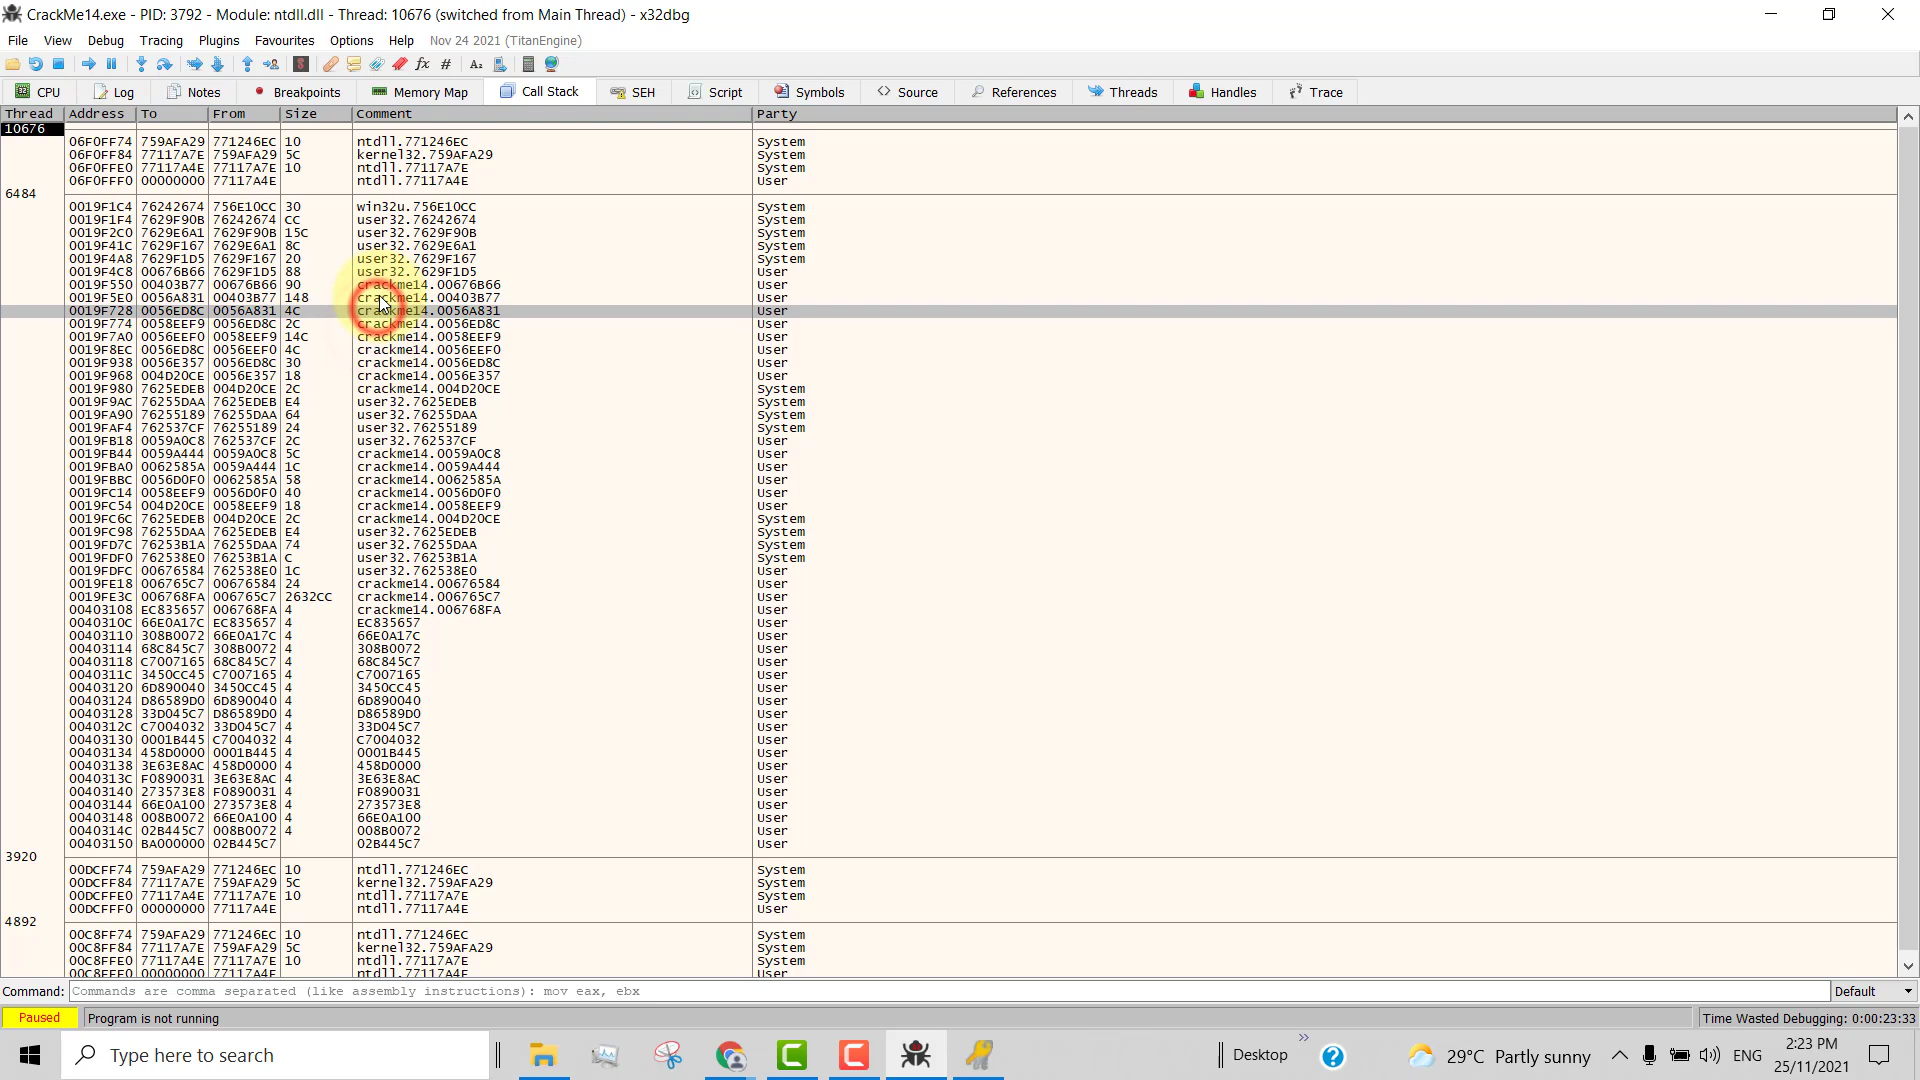 CrackMe14.exe - PID: 3792 - Module: ntdll.dll - Thread: 10676 (switched from Main Thread) - x32dbg
File View Debug Tracing Plugins Favourites Options Help Nov 24 2021 (TitanEngine)
CPU Log Notes Breakpoints Memory Map Call Stack SEH Script Symbols Source References Threads Handles Trace
Thread Address To From Size Comment Party
10676
06F0FF74 759AFA29 771246EC 10 ntdll.771246EC System
06F0FF84 77117A7E 759AFA29 5C kernel32.759AFA29 System
06F0FFE0 77117A4E 77117A7E 10 ntdll.77117A7E System
06F0FFF0 00000000 77117A4E ntdll.77117A4E User
6484
0019F1C4 76242674 756E10CC 30 win32u.756E10CC System
0019F1F4 7629F90B 76242674 CC user32.76242674 System
0019F2C0 7629E6A1 7629F90B 15C user32.7629F90B System
0019F41C 7629F167 7629E6A1 8C user32.7629E6A1 System
0019F4A8 7629F1D5 7629F167 20 user32.7629F167 System
0019F4C8 00676B66 7629F1D5 88 user32.7629F1D5 User
0019F550 00403B77 00676B66 90 crackme14.00676B66 User
0019F5E0 0056A831 00403B77 148 crackme14.00403B77 User
0019F728 0056ED8C 0056A831 4C crackme14.0056A831 User
0019F774 0058EEF9 0056ED8C 2C crackme14.0056ED8C User
0019F7A0 0056EEF0 0058EEF9 14C crackme14.0058EEF9 User
0019F8EC 0056ED8C 0056EEF0 4C crackme14.0056EEF0 User
0019F938 0056E357 0056ED8C 30 crackme14.0056ED8C User
0019F968 004D20CE 0056E357 18 crackme14.0056E357 User
0019F980 7625EDEB 004D20CE 2C crackme14.004D20CE System
0019F9AC 76255DAA 7625EDEB E4 user32.7625EDEB System
0019FA90 76255189 76255DAA 64 user32.76255DAA System
0019FAF4 762537CF 76255189 24 user32.76255189 System
0019FB18 0059A0C8 762537CF 2C user32.762537CF User
0019FB44 0059A444 0059A0C8 5C crackme14.0059A0C8 User
0019FBA0 0062585A 0059A444 1C crackme14.0059A444 User
0019FBBC 0056D0F0 0062585A 58 crackme14.0062585A User
0019FC14 0058EEF9 0056D0F0 40 crackme14.0056D0F0 User
0019FC54 004D20CE 0058EEF9 18 crackme14.0058EEF9 User
0019FC6C 7625EDEB 004D20CE 2C crackme14.004D20CE System
0019FC98 76255DAA 7625EDEB E4 user32.7625EDEB System
0019FD7C 76253B1A 76255DAA 74 user32.76255DAA System
0019FDF0 762538E0 76253B1A C user32.76253B1A System
0019FDFC 00676584 762538E0 1C user32.762538E0 User
0019FE18 006765C7 00676584 24 crackme14.00676584 User
0019FE3C 006768FA 006765C7 2632CC crackme14.006765C7 User
00403108 EC835657 006768FA 4 crackme14.006768FA User
0040310C 66E0A17C EC835657 4 EC835657 User
00403110 308B0072 66E0A17C 4 66E0A17C User
00403114 68C845C7 308B0072 4 308B0072 User
00403118 C7007165 68C845C7 4 68C845C7 User
0040311C 3450CC45 C7007165 4 C7007165 User
00403120 6D890040 3450CC45 4 3450CC45 User
00403124 D86589D0 6D890040 4 6D890040 User
00403128 33D045C7 D86589D0 4 D86589D0 User
0040312C C7004032 33D045C7 4 33D045C7 User
00403130 0001B445 C7004032 4 C7004032 User
00403134 458D0000 0001B445 4 0001B445 User
00403138 3E63E8AC 458D0000 4 458D0000 User
0040313C F0890031 3E63E8AC 4 3E63E8AC User
00403140 273573E8 F0890031 4 F0890031 User
00403144 66E0A100 273573E8 4 273573E8 User
00403148 008B0072 66E0A100 4 66E0A100 User
0040314C 02B445C7 008B0072 4 008B0072 User
00403150 BA000000 02B445C7 02B445C7 User
3920
00DCFF74 759AFA29 771246EC 10 ntdll.771246EC System
00DCFF84 77117A7E 759AFA29 5C kernel32.759AFA29 System
00DCFFE0 77117A4E 77117A7E 10 ntdll.77117A7E System
00DCFFF0 00000000 77117A4E ntdll.77117A4E User
4892
00C8FF74 759AFA29 771246EC 10 ntdll.771246EC System
00C8FF84 77117A7E 759AFA29 5C kernel32.759AFA29 System
00C8FFE0 77117A4E 77117A7E 10 ntdll.77117A7E System
00C8FFF0 00000000 77117A4E ntdll.77117A4E User
Command: Commands are comma separated (like assembly instructions): mov eax, ebx Default
Paused Program is not running Time Wasted Debugging: 0:00:23:33
Type here to search Desktop 29°C Partly sunny ENG 2:23 PM
25/11/2021